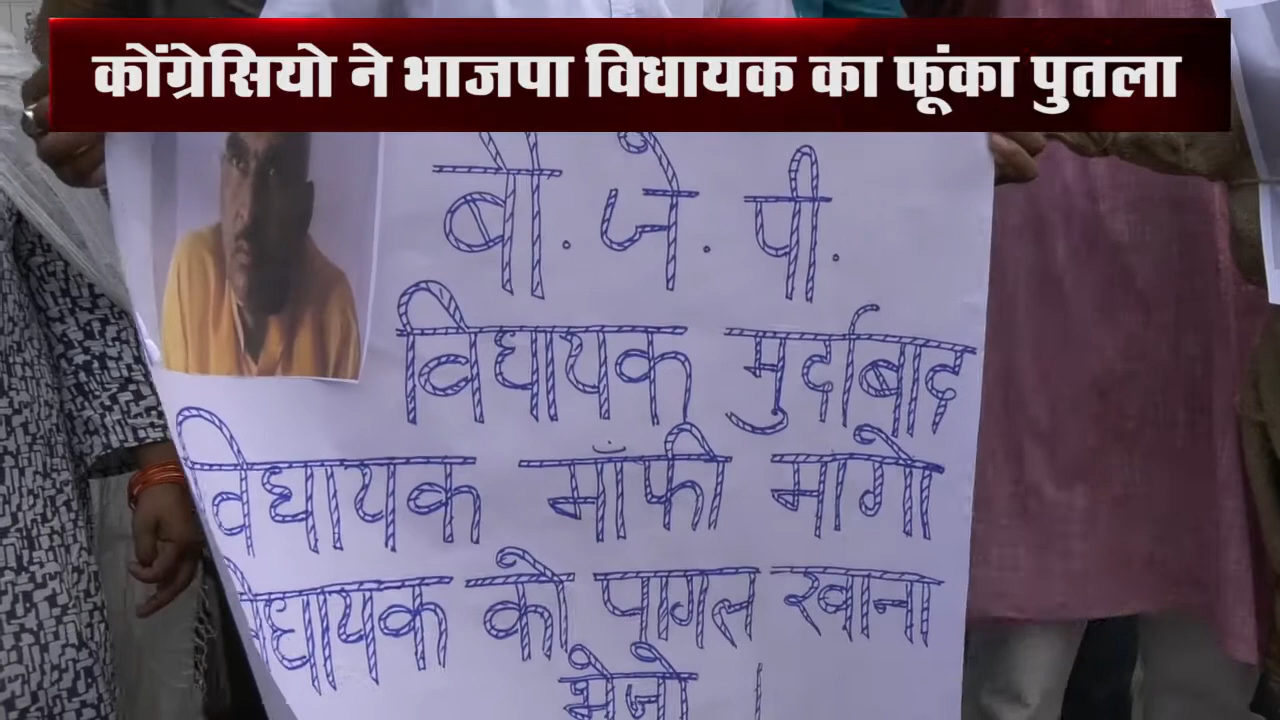 कोंग्रेसियो ने भाजपा विधायक का फूंका पुतला
बी. जे. पी.
विधायक मुर्दाबाद
विधायक माँफी मांगो
विधायक को पागल खाना
भेजो ।